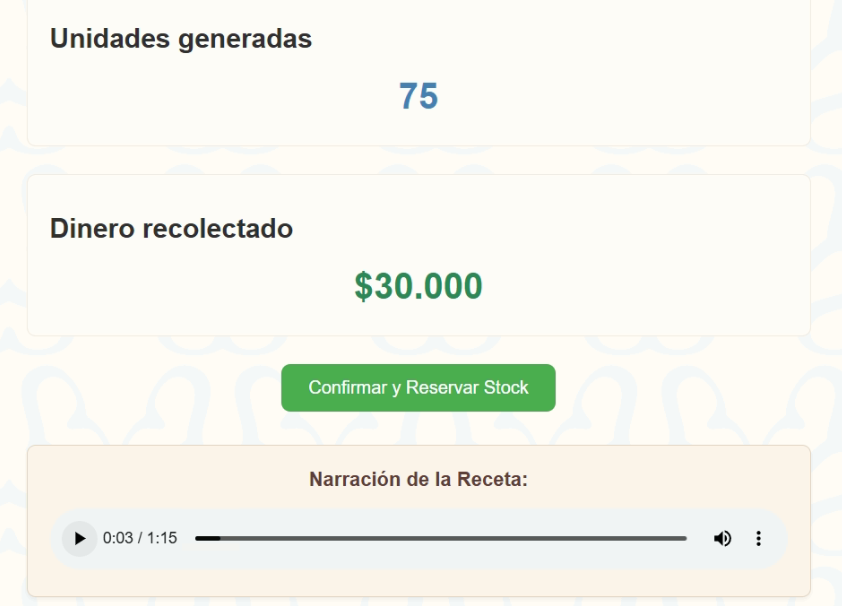 Unidades generadas
75
Dinero recolectado
$30.000
Confirmar y Reservar Stock
Narración de la Receta:
0:03 / 1:15